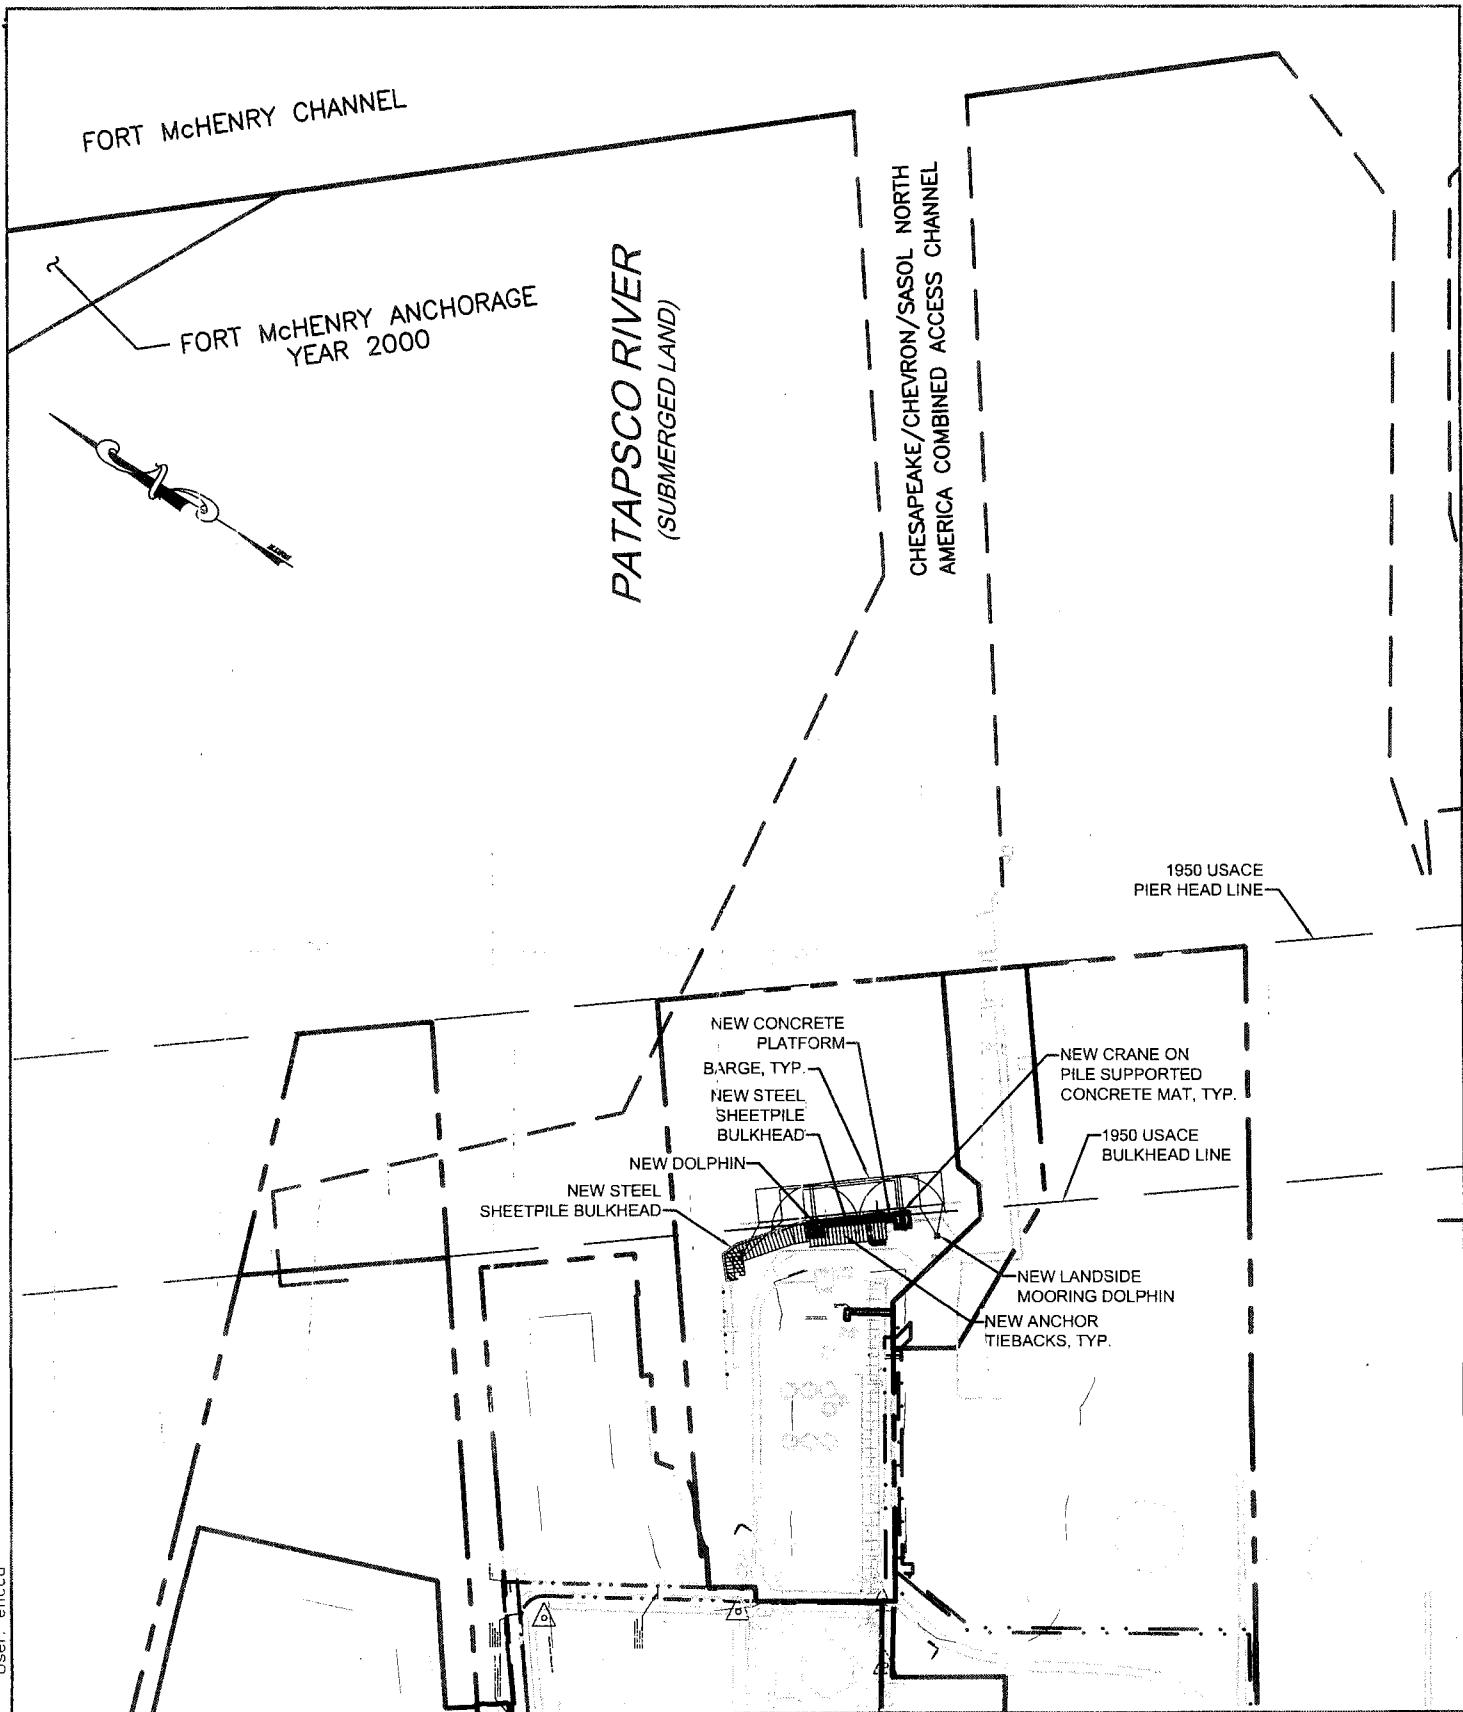 FORT McHENRY CHANNEL
FORT McHENRY ANCHORAGE
YEAR 2000
PATAPSCO RIVER
(SUBMERGED LAND)
CHESAPEAKE/CHEVRON/SASOL NORTH
AMERICA COMBINED ACCESS CHANNEL
1950 USACE
PIER HEAD LINE
NEW CONCRETE
PLATFORM
BARGE, TYP.
NEW STEEL
SHEETPILE
BULKHEAD
NEW DOLPHIN
NEW STEEL
SHEETPILE BULKHEAD
NEW CRANE ON
PILE SUPPORTED
CONCRETE MAT, TYP.
1950 USACE
BULKHEAD LINE
NEW LANDSIDE
MOORING DOLPHIN
NEW ANCHOR
TIEBACKS, TYP.